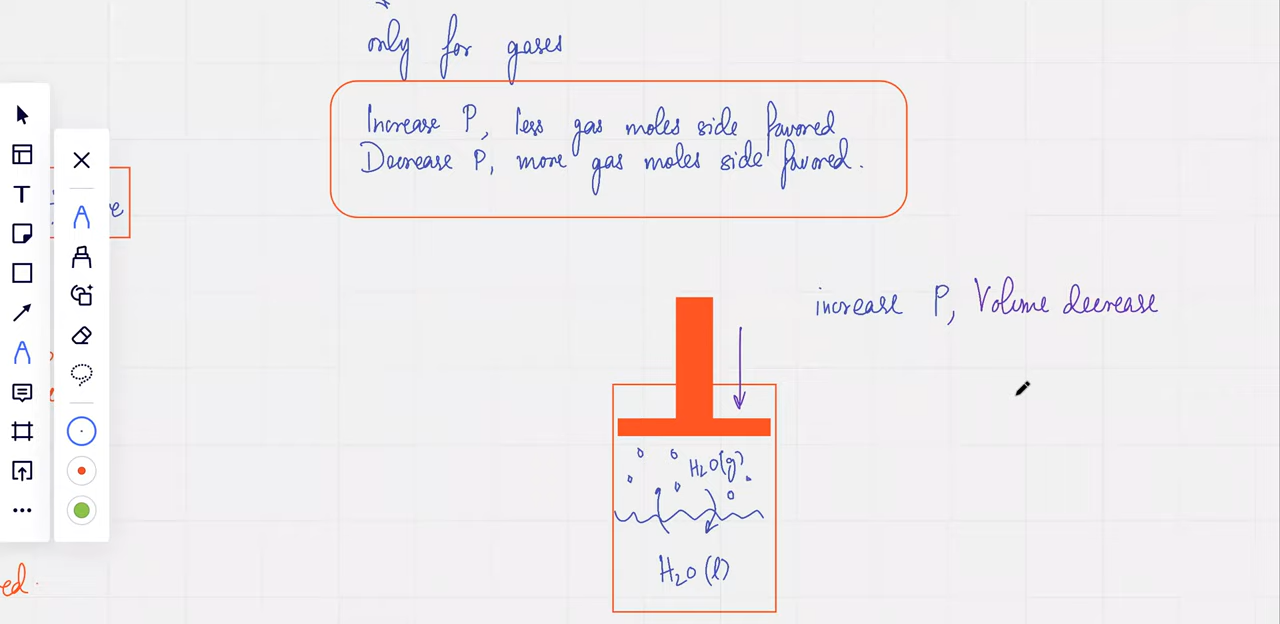 only for gases
Increase P, less gas moles side favored
Decrease P, more gas moles side favored.
increase P, Volume decrease
H₂O(g)
H₂O(l)
T